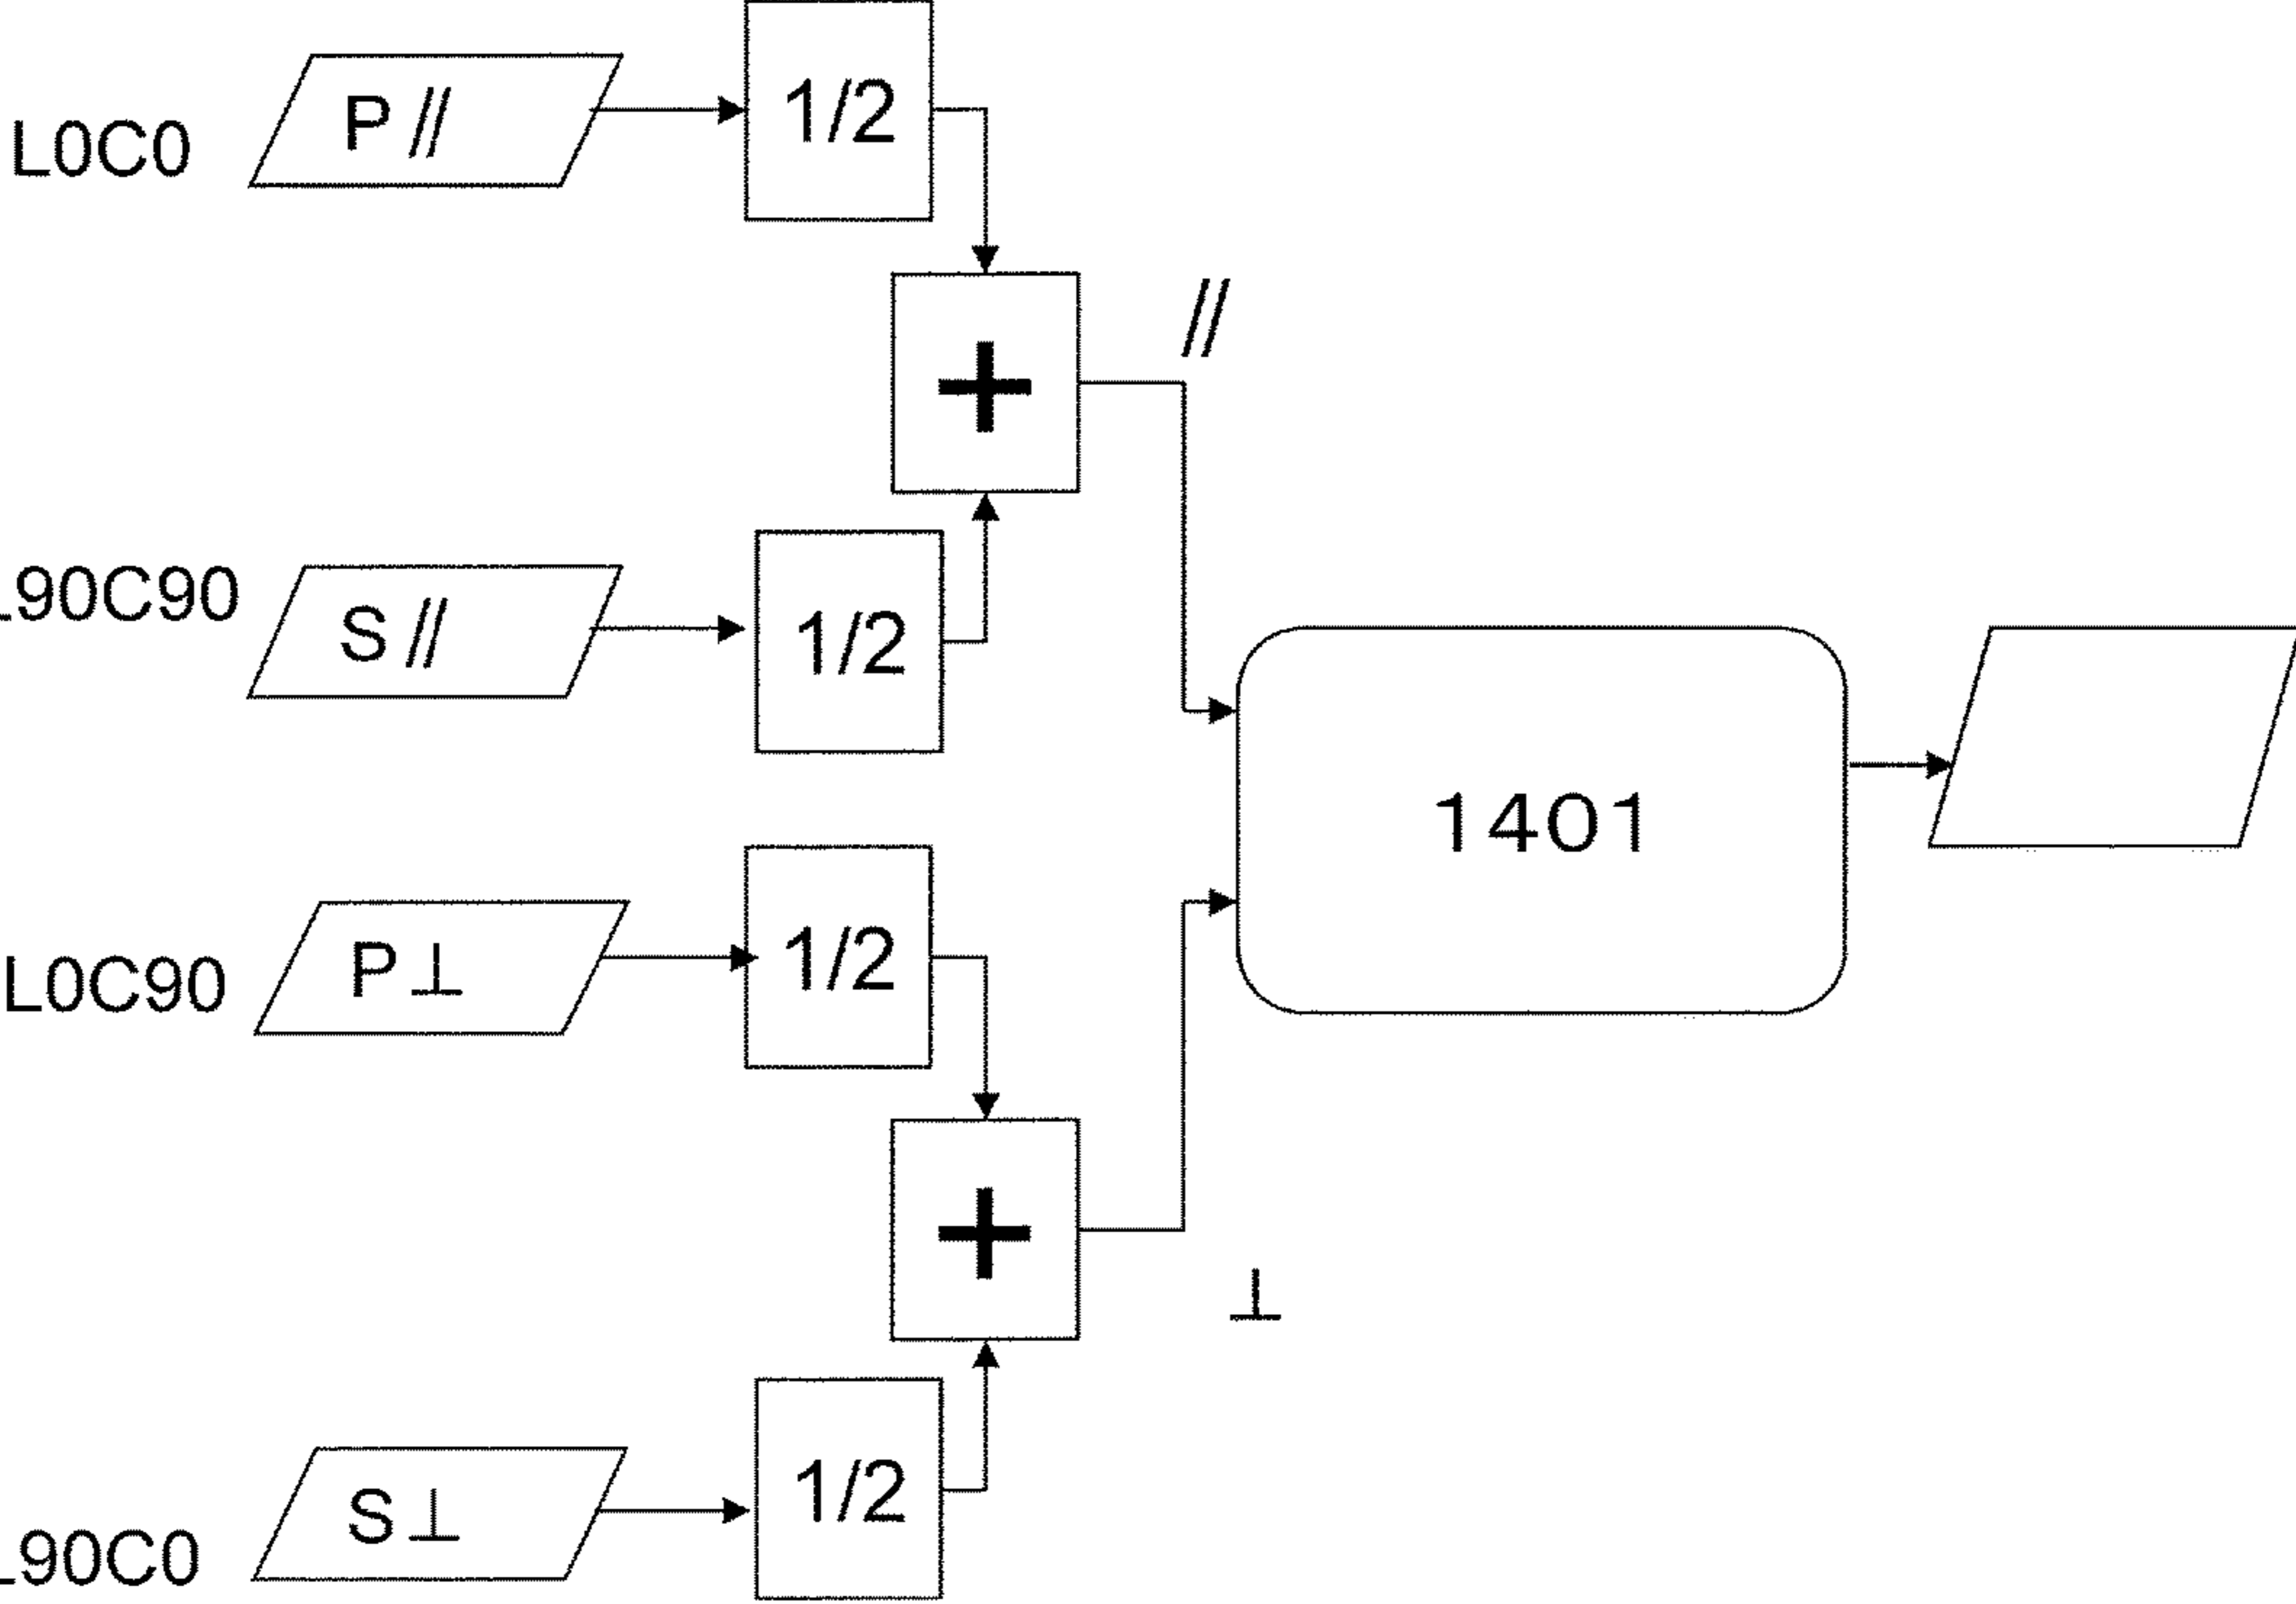 L0C0
P //
1/2
+
//
L90C90
S //
1/2
1401
L0C90
P⊥
1/2
+
⊥
L90C0
S⊥
1/2